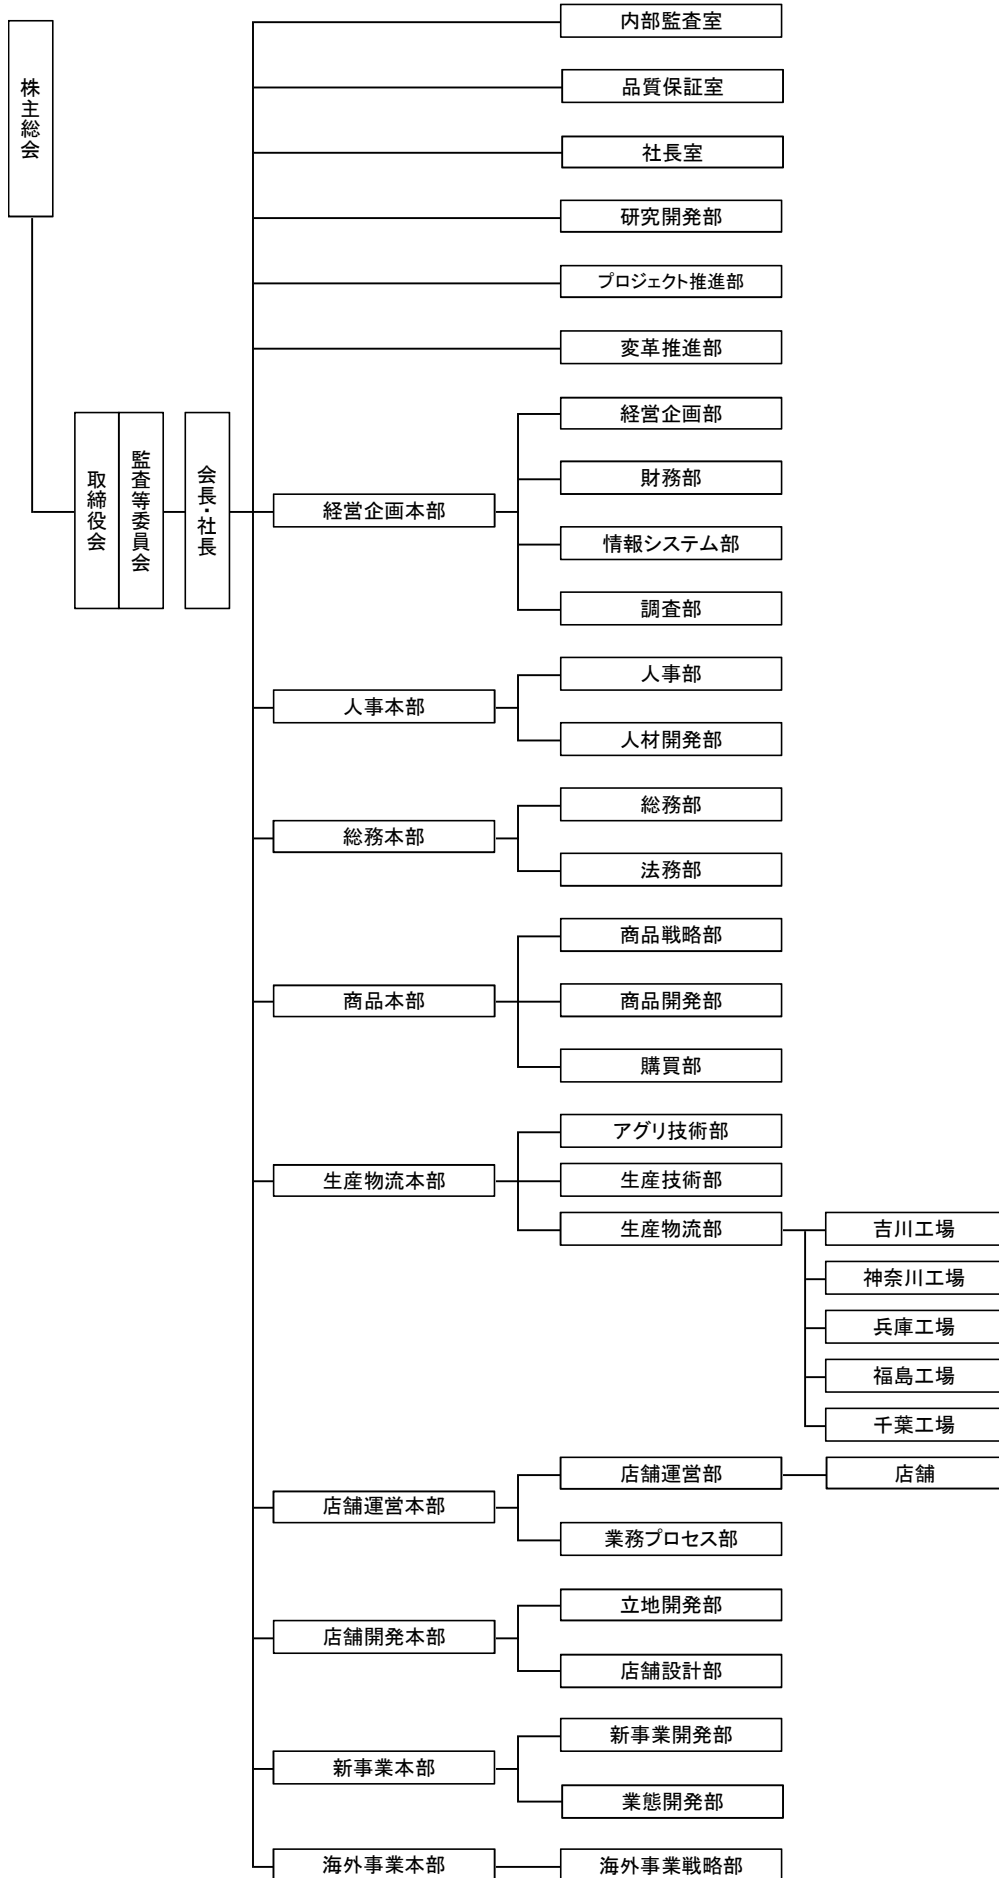 株主総会
取締役会
監査等委員会
会長・社長
内部監査室
品質保証室
社長室
研究開発部
プロジェクト推進部
変革推進部
経営企画本部
経営企画部
財務部
情報システム部
調査部
人事本部
人事部
人材開発部
総務本部
総務部
法務部
商品本部
商品戦略部
商品開発部
購買部
生産物流本部
アグリ技術部
生産技術部
生産物流部
吉川工場
神奈川工場
兵庫工場
福島工場
千葉工場
店舗運営本部
店舗運営部
店舗
業務プロセス部
店舗開発本部
立地開発部
店舗設計部
新事業本部
新事業開発部
業態開発部
海外事業本部
海外事業戦略部